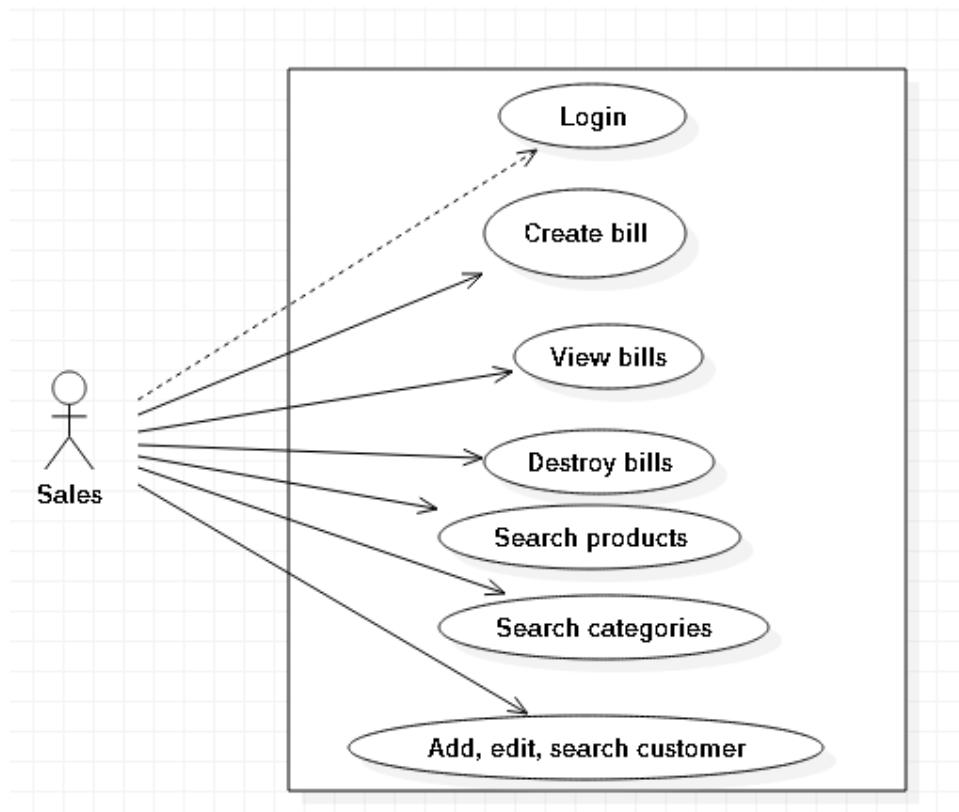 Login
Create bill
View bills
Destroy bills
Sales
Search products
Search categories
Add, edit, search customer